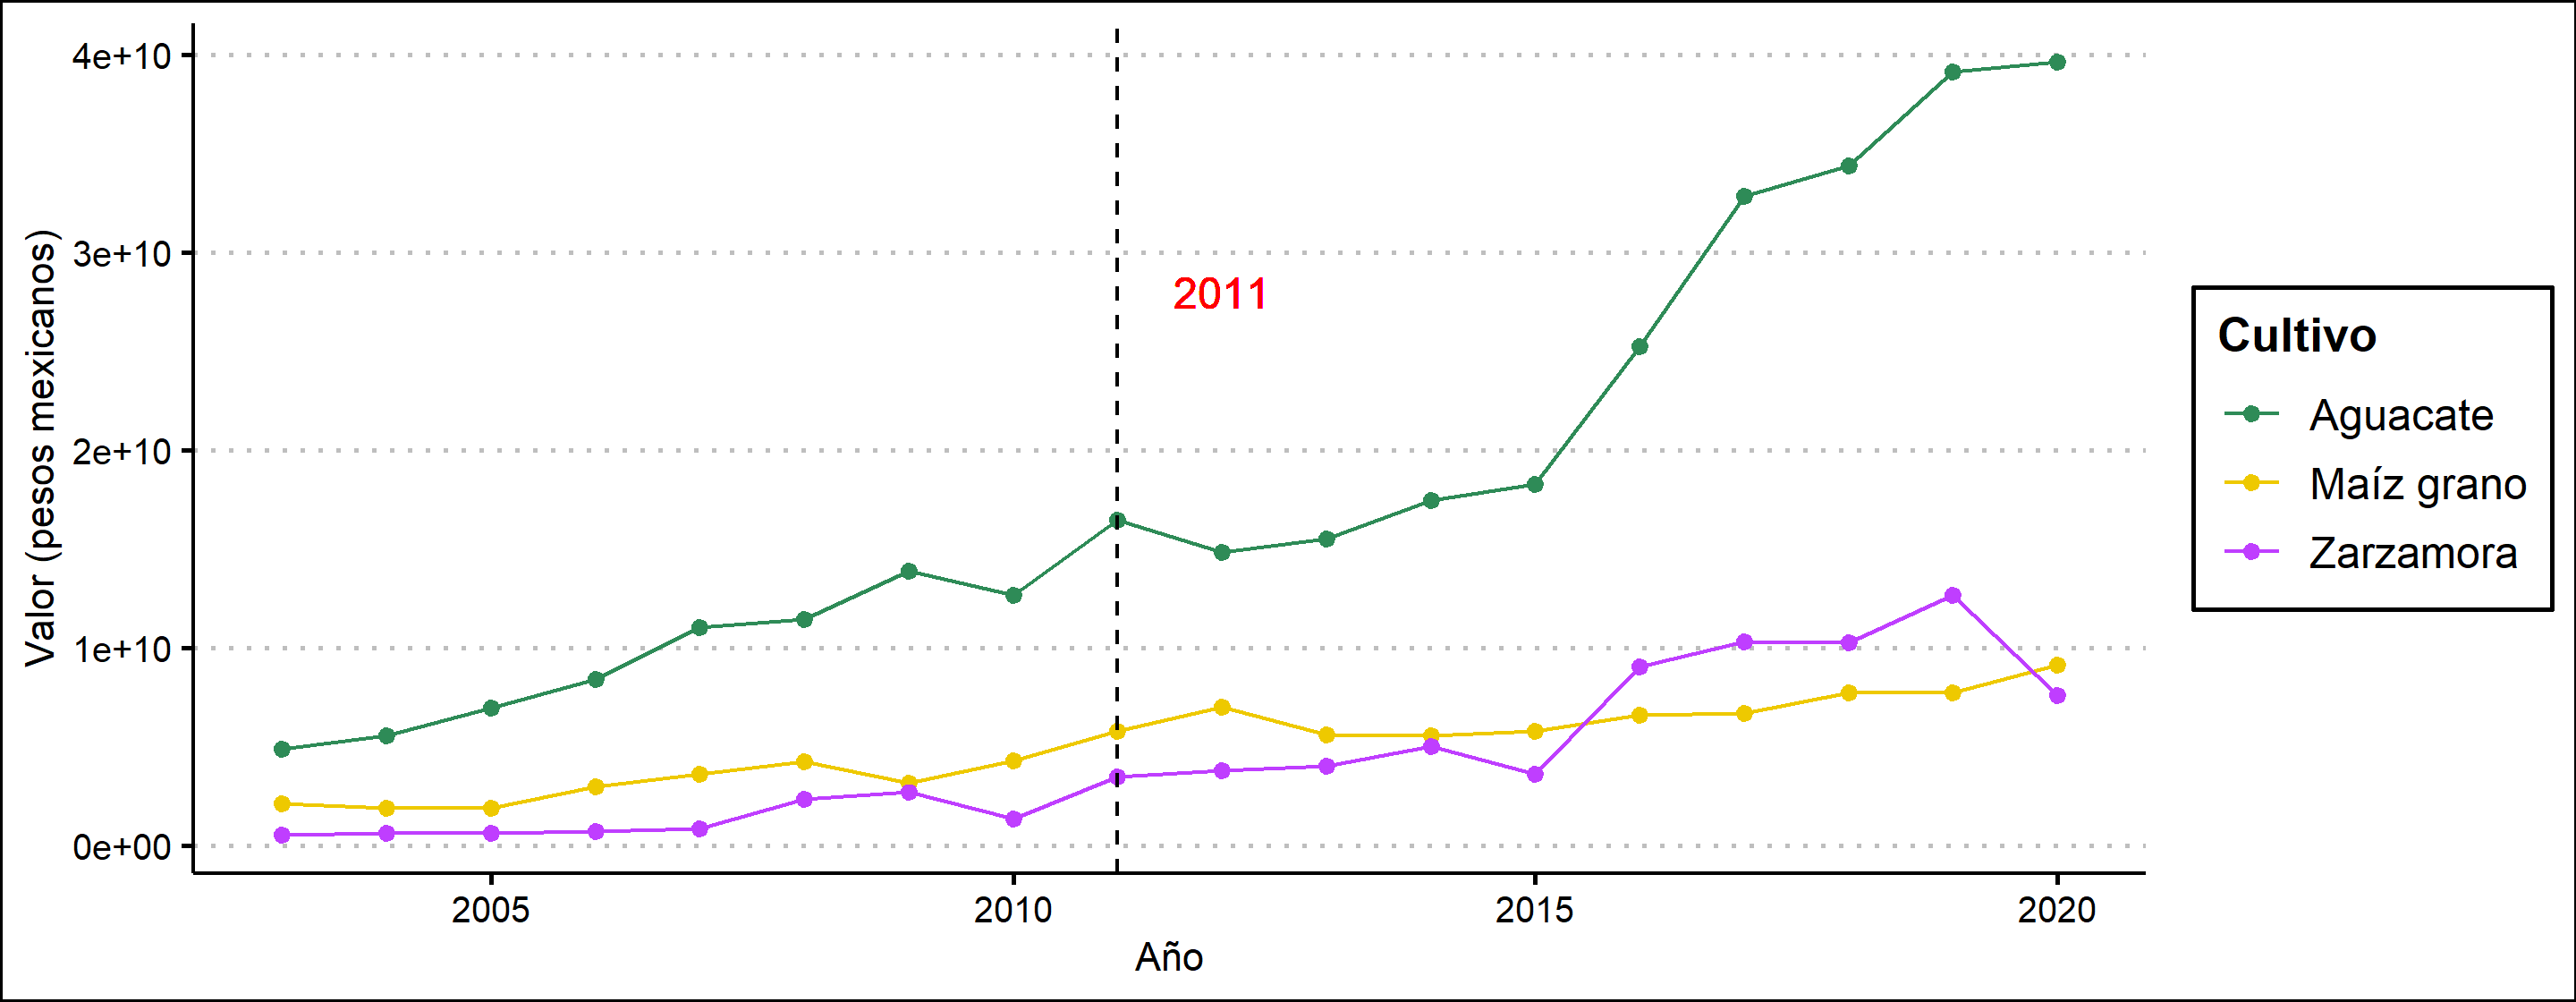 Valor (pesos mexicanos)
4e+10
3e+10
2e+10
1e+10
0e+00
2011
2005
2010
2015
2020
Año
Cultivo
Aguacate
Maíz grano
Zarzamora